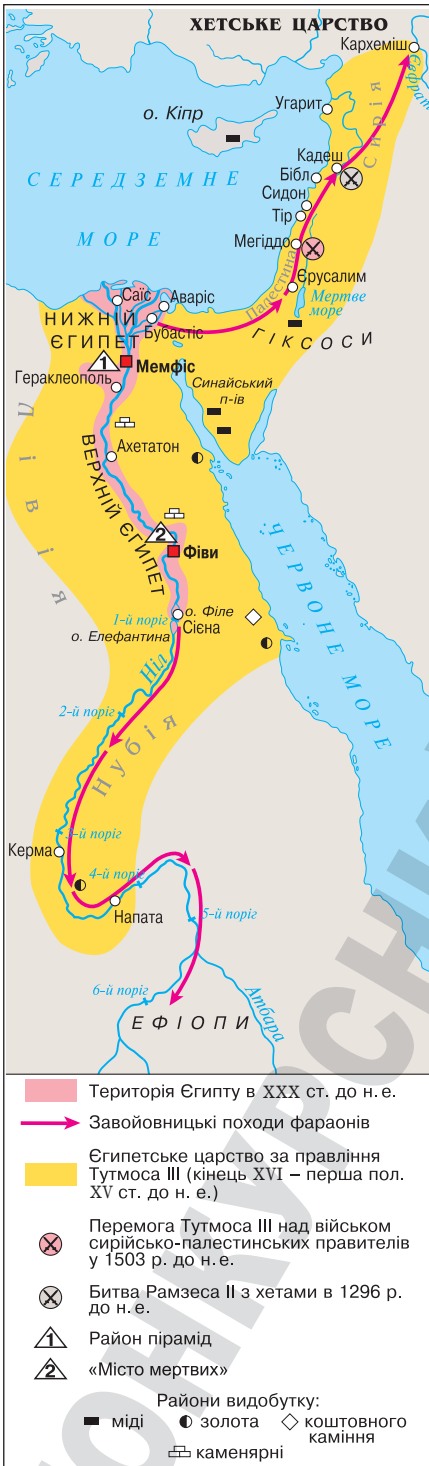 ХЕТСЬКЕ ЦАРСТВО
Кархеміш
Євфрат
Угарит
о. Кіпр
Сирія
Кадеш
Бібл
СЕРЕДЗЕМНЕ
МОРЕ
Сидон
Тір
Мегіддо
Палестина
Єрусалим
Мертве
море
Саїс
Аваріс
НИЖНІЙ
ЄГИПЕТ
Бубастіс
ГІКСОСИ
1
Мемфіс
Гераклеополь
Синайський
п-ів
Лівія
Ахетатон
ВЕРХНІЙ ЄГИПЕТ
2
Фіви
ЧЕРВОНЕ МОРЕ
1-й поріг
о. Філе
о. Елефантина
Сієна
Ніл
2-й поріг
Нубія
3-й поріг
Керма
4-й поріг
Напата
5-й поріг
6-й поріг
Атбара
ЕФІОПИ
Територія Єгипту в XXX ст. до н. е.
Завойовницькі походи фараонів
Єгипетське царство за правління
Тутмоса III (кінець XVI – перша пол.
XV ст. до н. е.)
Перемога Тутмоса III над військом
сирійсько-палестинських правителів
у 1503 р. до н.е.
Битва Рамзеса II з хетами в 1296 р.
до н.е.
1 Район пірамід
2 «Місто мертвих»
Райони видобутку:
міді золота коштовного
каміння
каменярні